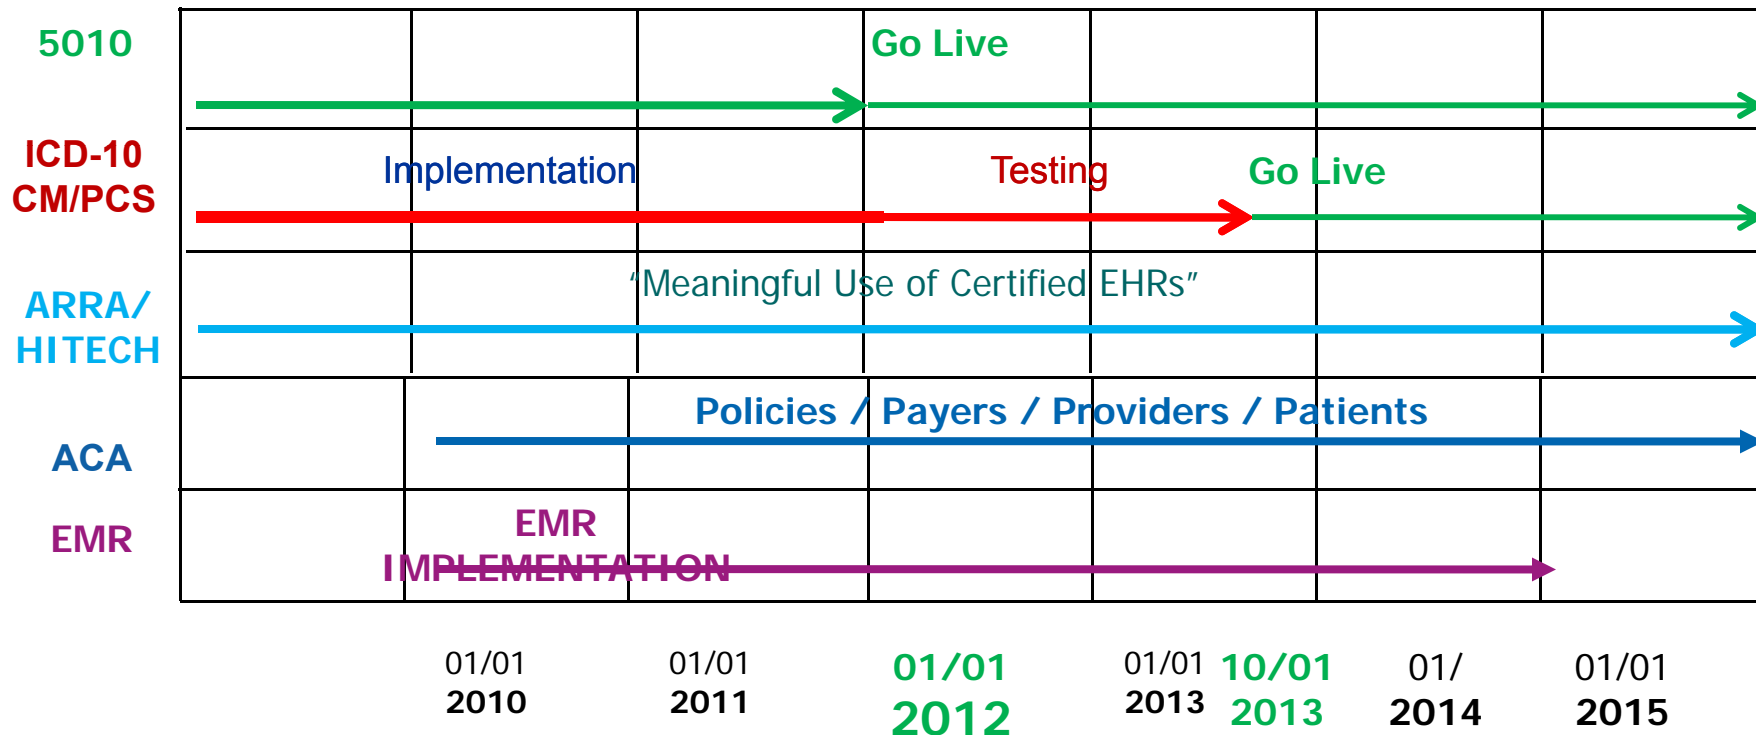 5010
Go Live
ICD-10
CM/PCS
Implementation
Testing
Go Live
ARRA/
HITECH
“Meaningful Use of Certified EHRs”
ACA
Policies / Payers / Providers / Patients
EMR
EMR
IMPLEMENTATION
01/01
2010
01/01
2011
01/01
2012
01/01
2013
10/01
2013
01/
2014
01/01
2015